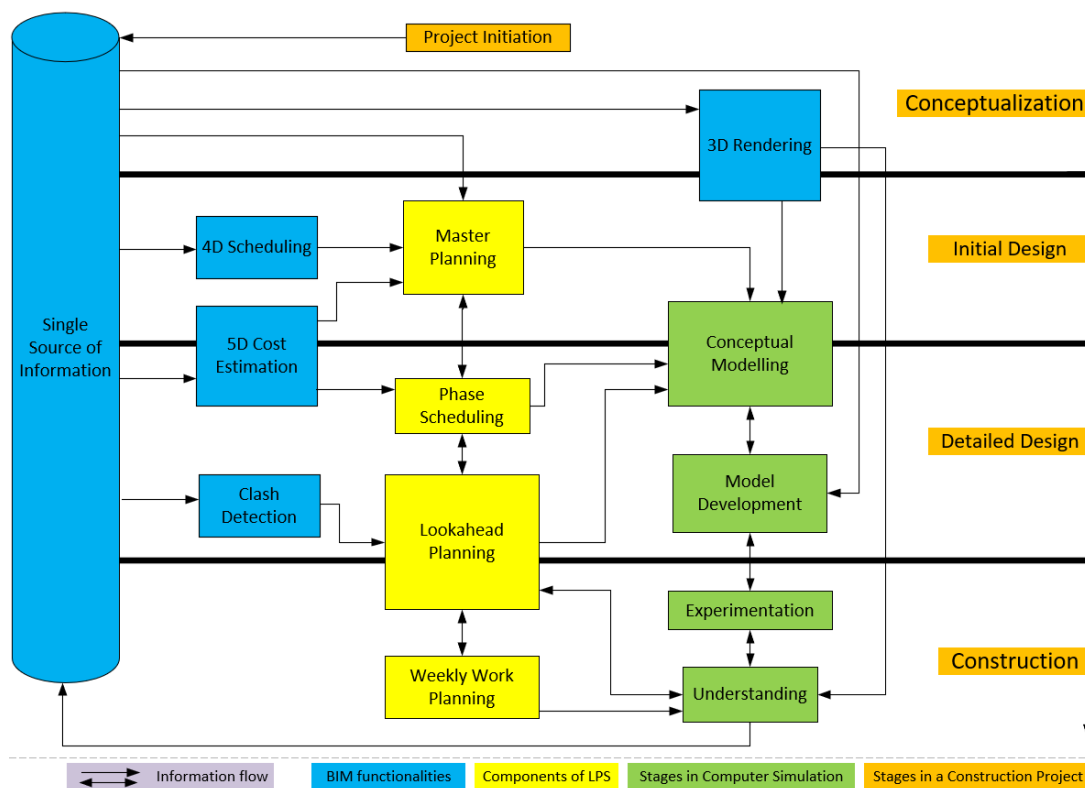 Project Initiation
Conceptualization
3D Rendering
4D Scheduling
Master
Planning
Initial Design
Single
Source of
Information
5D Cost
Estimation
Conceptual
Modelling
Phase
Scheduling
Detailed Design
Clash
Detection
Lookahead
Planning
Model
Development
Experimentation
Weekly Work
Planning
Understanding
Construction
Information flow
BIM functionalities
Components of LPS
Stages in Computer Simulation
Stages in a Construction Project